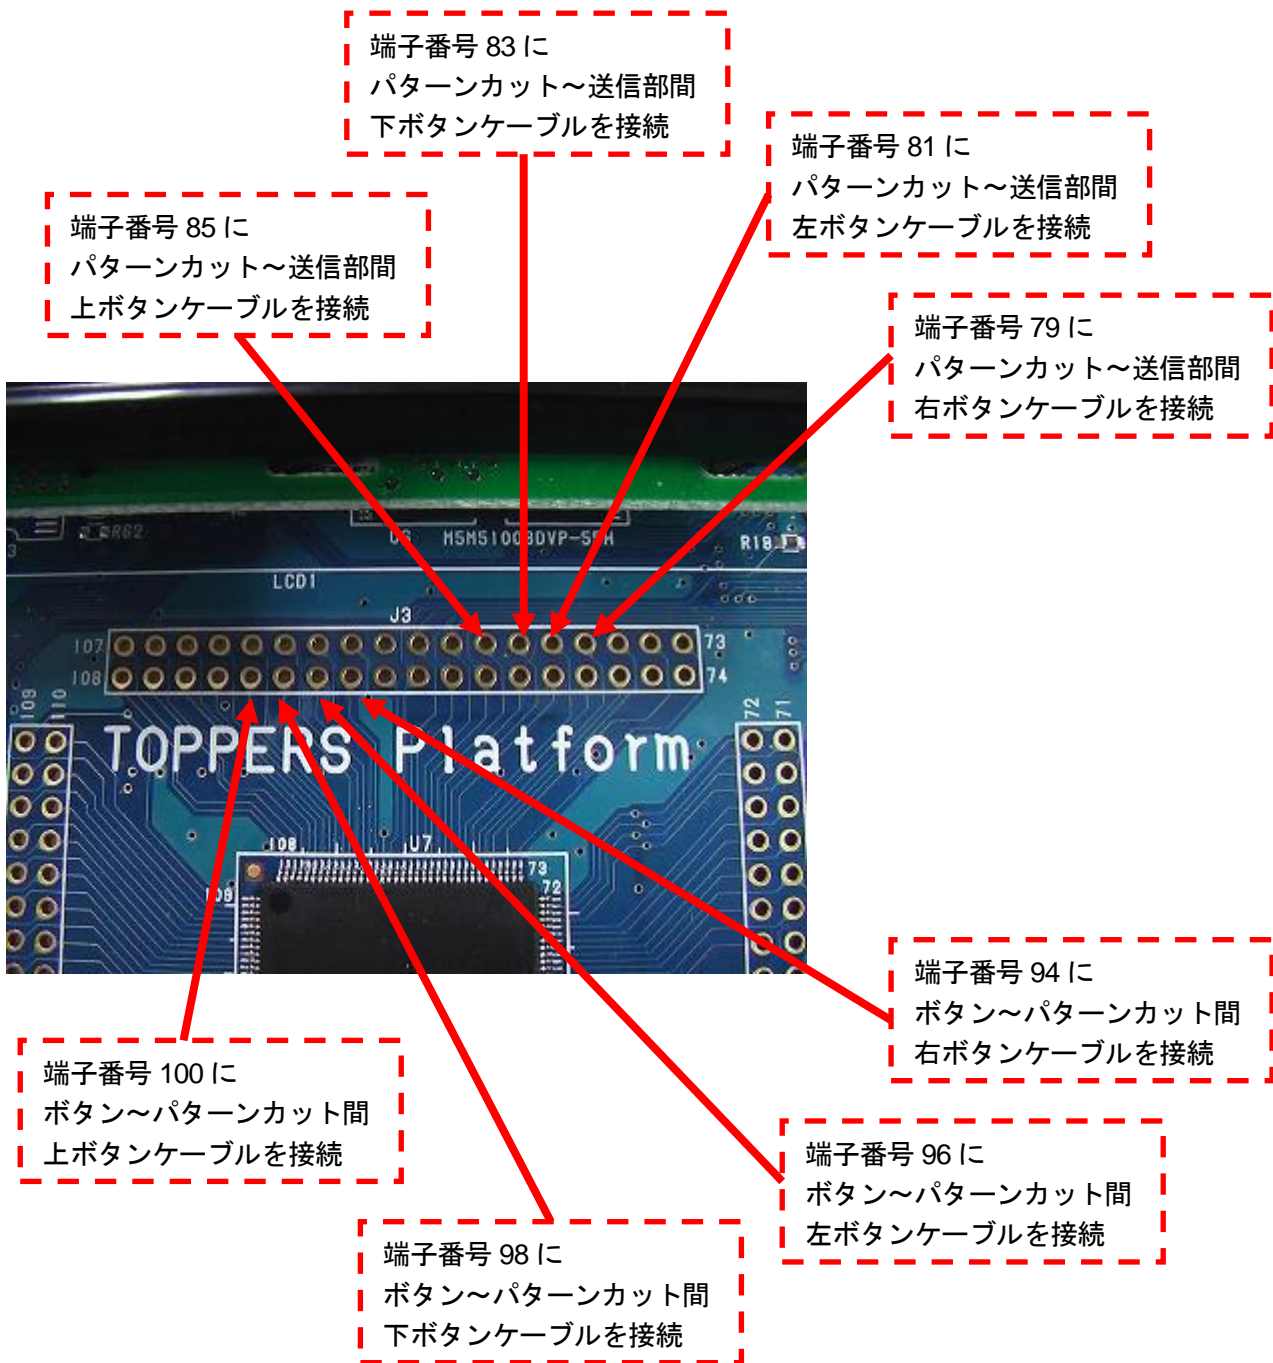 端子番号 83 に
パターンカット～送信部間
下ボタンケーブルを接続
端子番号 81 に
パターンカット～送信部間
左ボタンケーブルを接続
端子番号 85 に
パターンカット～送信部間
上ボタンケーブルを接続
端子番号 79 に
パターンカット～送信部間
右ボタンケーブルを接続
R62
U6
R18
LCD1
J3
107
73
108
74
109
110
72
71
TOPPERS Platform
108
U7
73
109
72
端子番号 94 に
ボタン～パターンカット間
右ボタンケーブルを接続
端子番号 100 に
ボタン～パターンカット間
上ボタンケーブルを接続
端子番号 96 に
ボタン～パターンカット間
左ボタンケーブルを接続
端子番号 98 に
ボタン～パターンカット間
下ボタンケーブルを接続